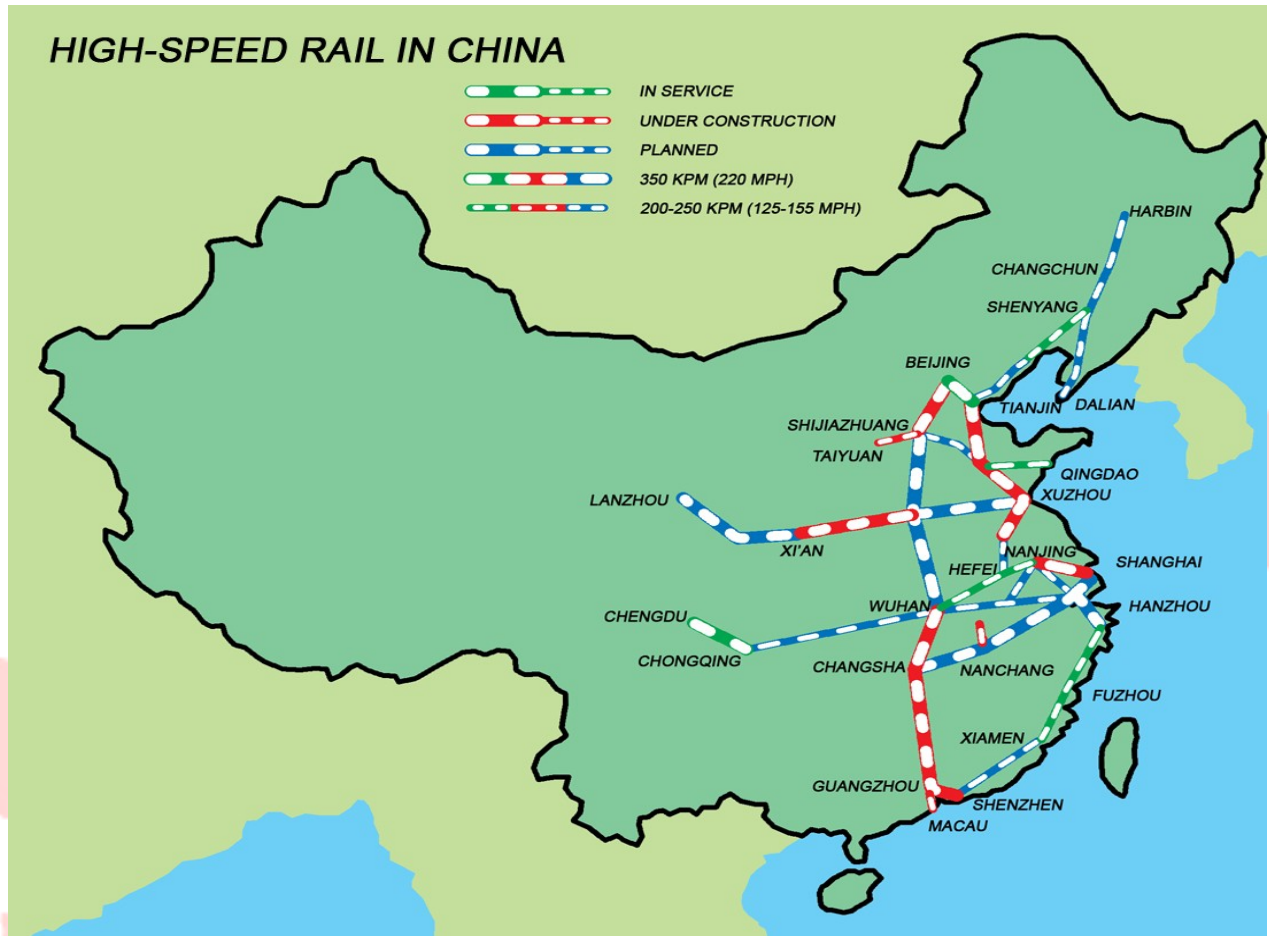 HIGH-SPEED RAIL IN CHINA
IN SERVICE
UNDER CONSTRUCTION
PLANNED
350 KPM (220 MPH)
200-250 KPM (125-155 MPH)
HARBIN
CHANGCHUN
SHENYANG
BEIJING
TIANJIN
DALIAN
SHIJIAZHUANG
TAIYUAN
QINGDAO
XUZHOU
LANZHOU
XI'AN
NANJING
HEFEI
SHANGHAI
WUHAN
HANZHOU
CHENGDU
CHONGQING
CHANGSHA
NANCHANG
FUZHOU
XIAMEN
GUANGZHOU
SHENZHEN
MACAU